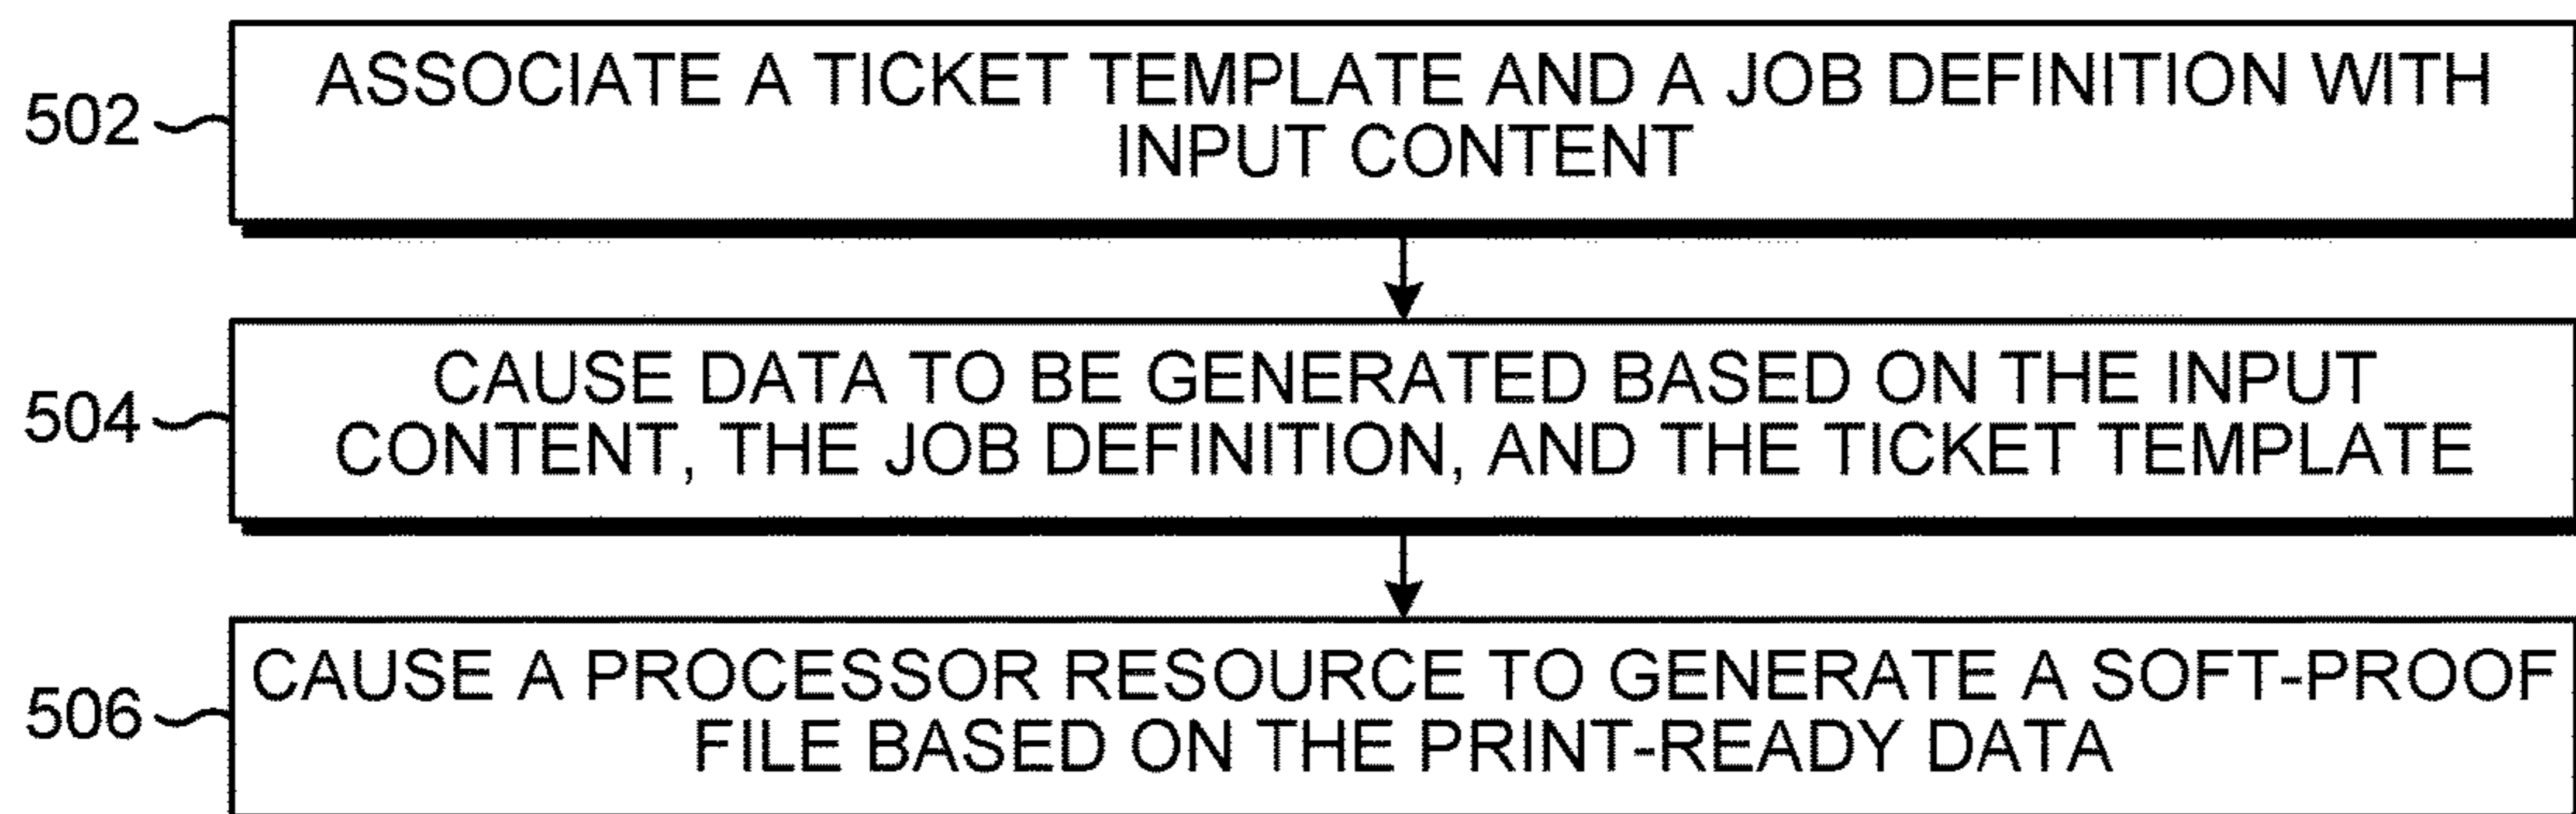 502
ASSOCIATE A TICKET TEMPLATE AND A JOB DEFINITION WITH
INPUT CONTENT
504
CAUSE DATA TO BE GENERATED BASED ON THE INPUT
CONTENT, THE JOB DEFINITION, AND THE TICKET TEMPLATE
506
CAUSE A PROCESSOR RESOURCE TO GENERATE A SOFT-PROOF
FILE BASED ON THE PRINT-READY DATA